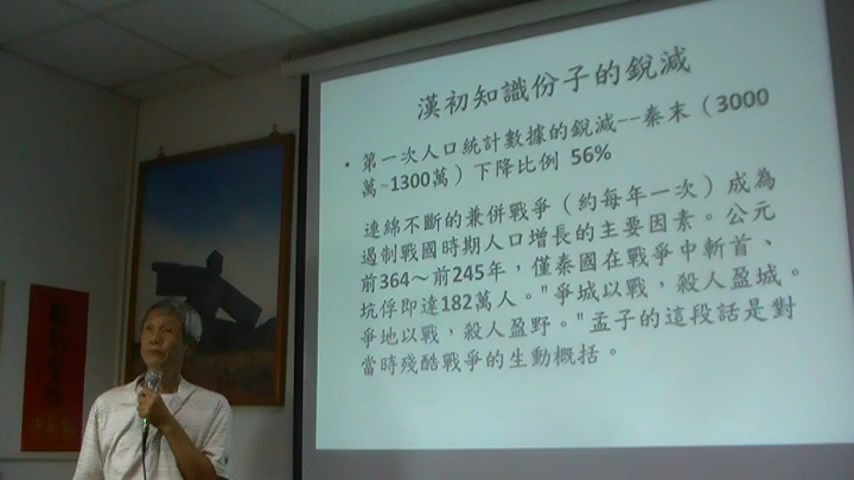 漢初知識份子的銳減
• 第一次人口統計數據的銳減--秦末（3000
萬~1300萬）下降比例 56%
連綿不斷的兼併戰爭（約每年一次）成為
遏制戰國時期人口增長的主要因素。公元
前364～前245年，僅秦國在戰爭中斬首、
坑俘即達182萬人。"爭城以戰，殺人盈城。
爭地以戰，殺人盈野。"孟子的這段話是對
當時殘酷戰爭的生動概括。